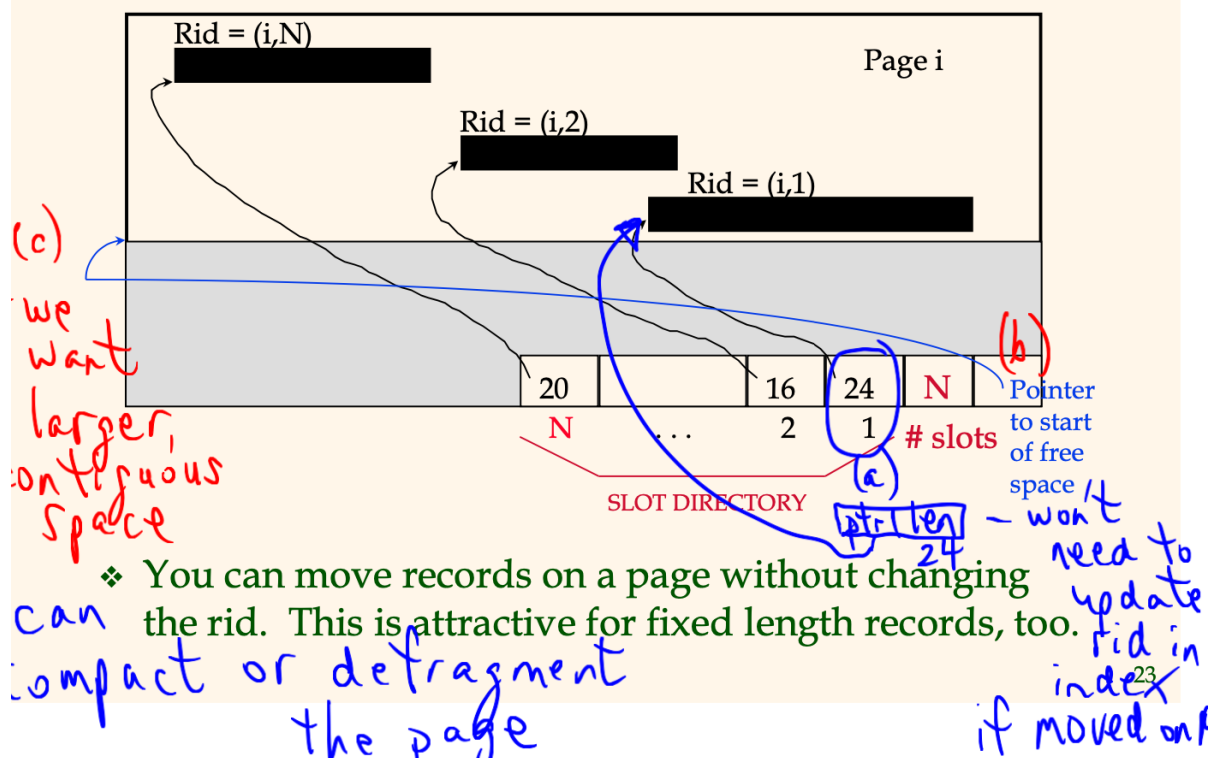 Rid = (i,N)
Page i
Rid = (i,2)
Rid = (i,1)
(c)
we
want
larger,
contiguous
space
(b)
20 16 24 N
Pointer
to start
of free
space
N ... 2 1 # slots
(a)
SLOT DIRECTORY
ptr len
24
- won't
need to
update
rid in
index
if moved on
❖ You can move records on a page without changing
the rid. This is attractive for fixed length records, too.
can
compact or defragment
the page
23